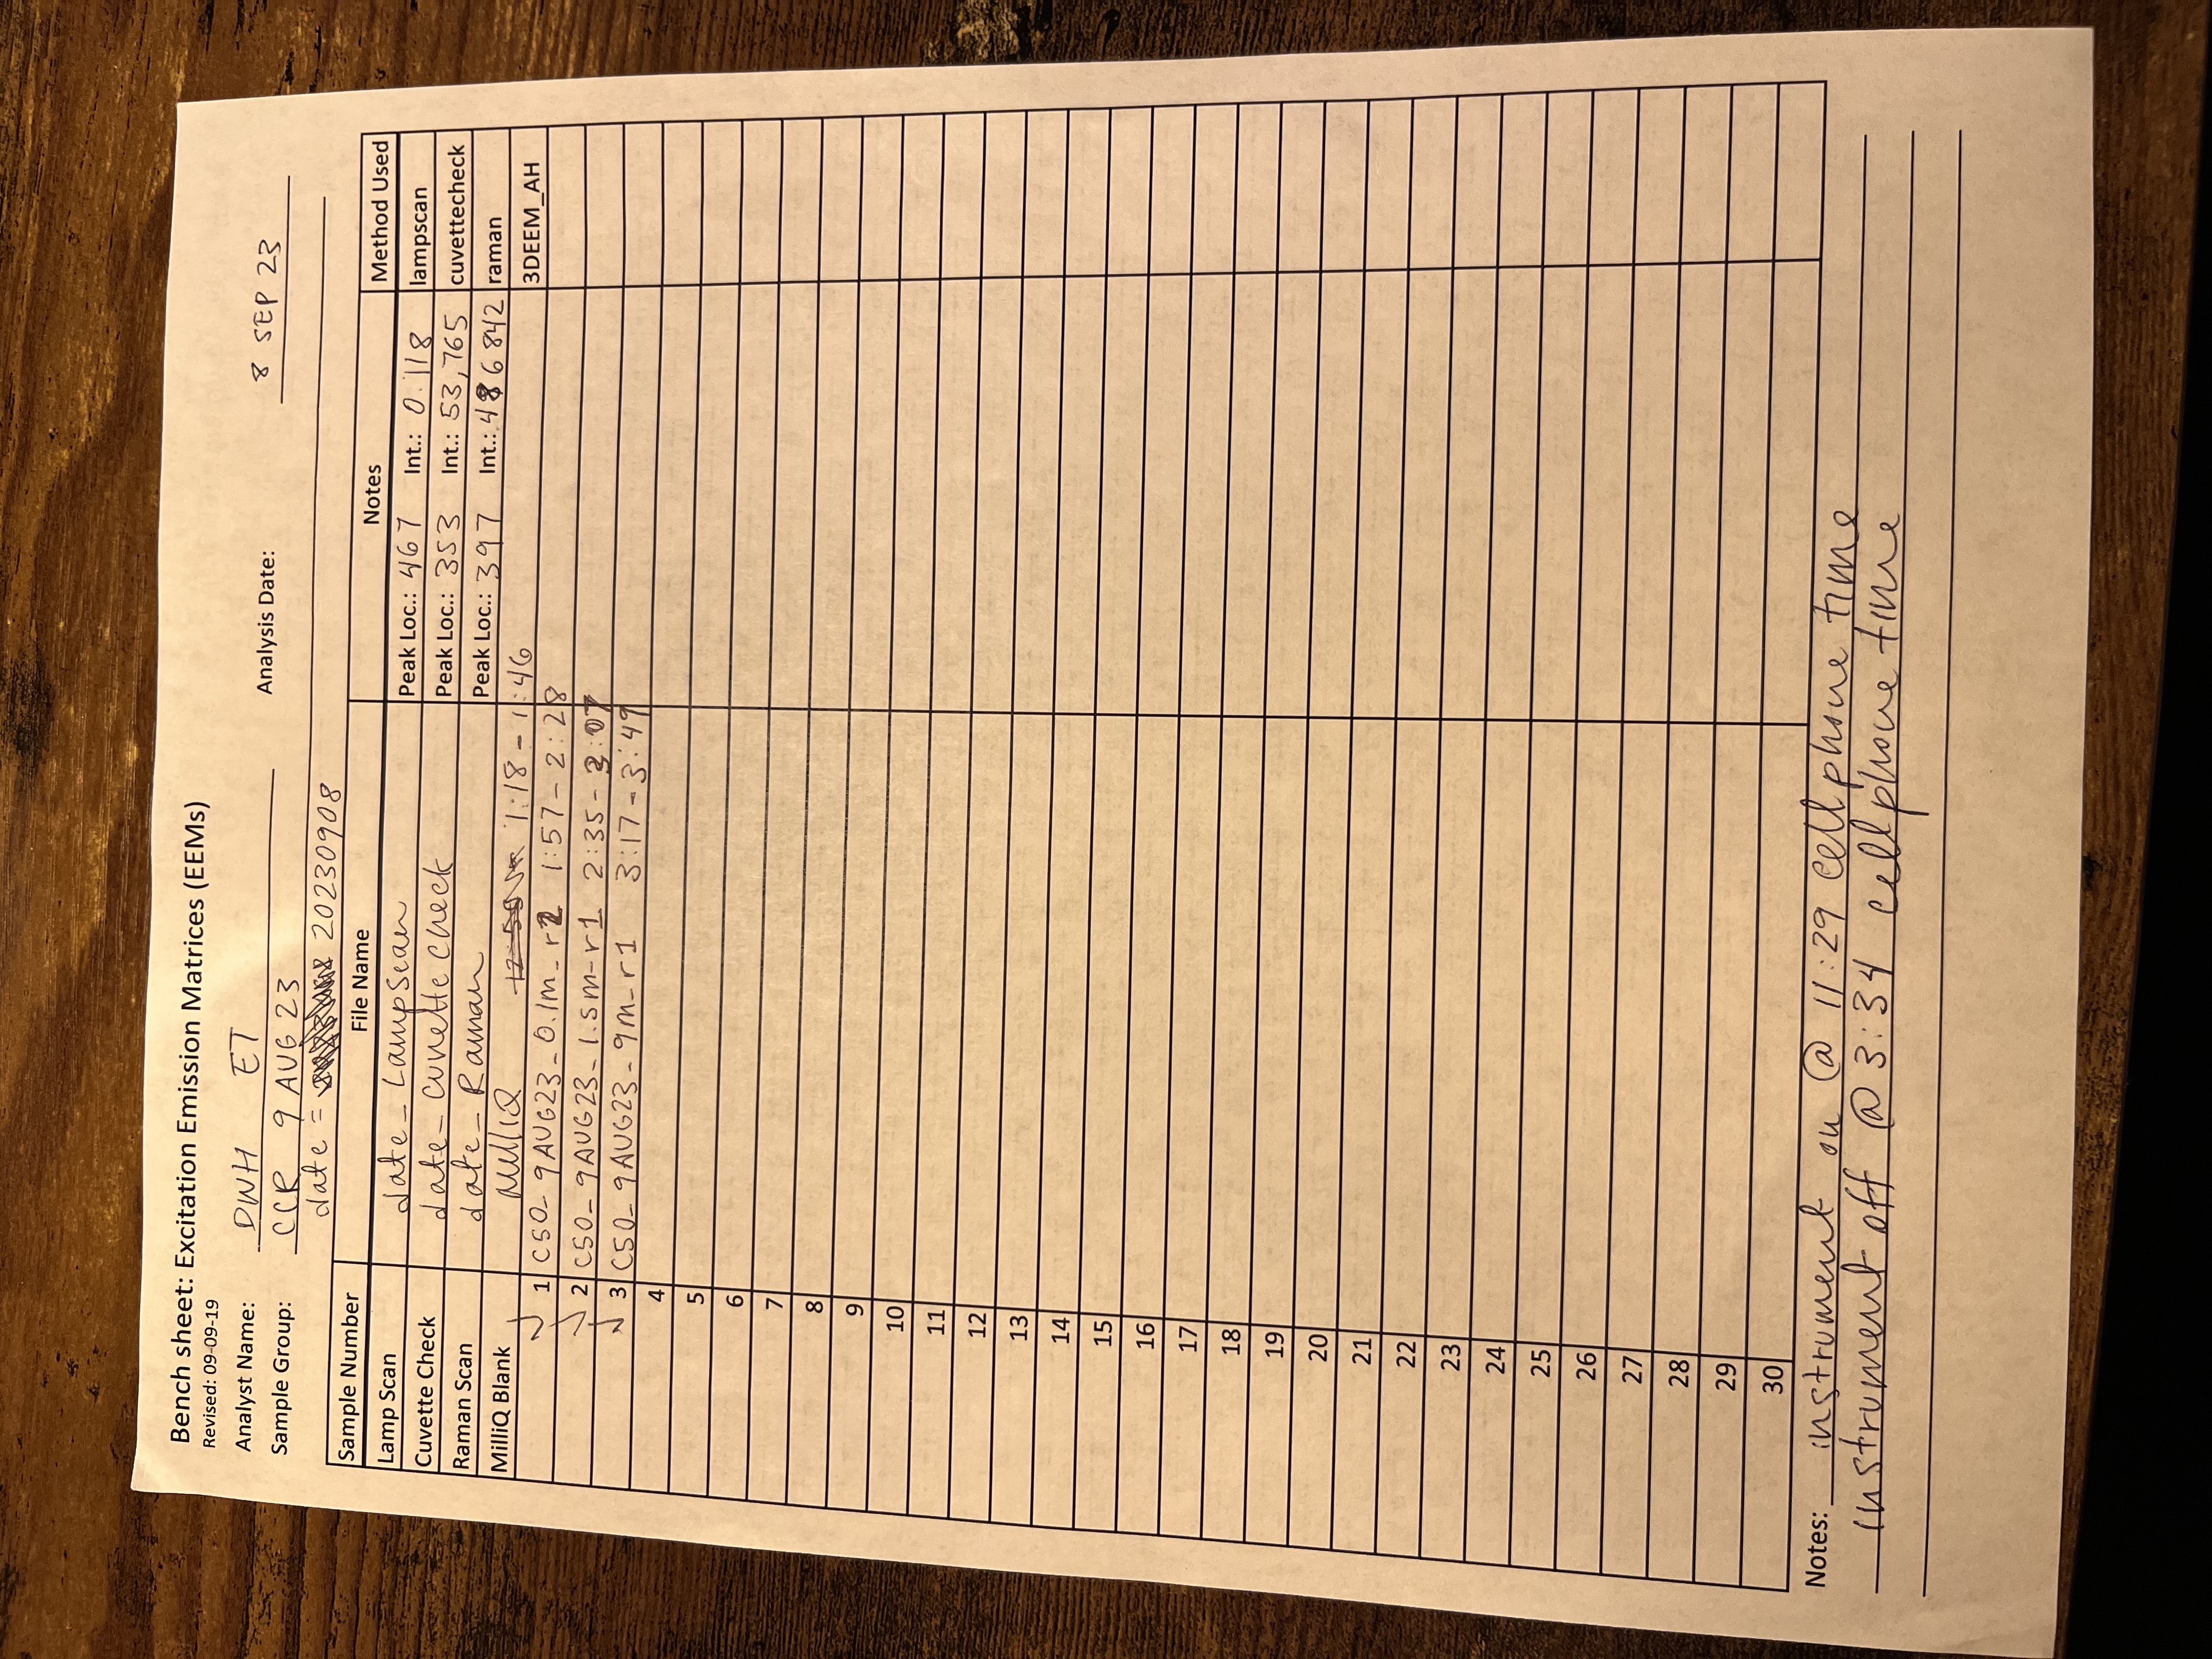 Bench sheet: Excitation Emission Matrices (EEMs)
Revised: 09-09-19
Analyst Name: DWH ET Analysis Date: 8 SEP 23
Sample Group: CCR 9 AUG 23
date = 20230908
Sample Number File Name Notes Method Used
Lamp Scan date_LampScan Peak Loc.: 467 Int.: 0.118 lampscan
Cuvette Check date_cuvette check Peak Loc.: 353 Int.: 53,765 cuvettecheck
Raman Scan date_Raman Peak Loc.: 397 Int.: 486842 raman
MilliQ Blank MilliQ 1:18 - 1:46 3DEEM_AH
1 C50_9AUG23_0.1m_r2 1:57 - 2:28
2 C50_9AUG23_1.5m_r1 2:35 - 3:07
3 C50_9AUG23_9m_r1 3:17 - 3:49
4
5
6
7
8
9
10
11
12
13
14
15
16
17
18
19
20
21
22
23
24
25
26
27
28
29
30
Notes: instrument on @ 11:29 cellphone time
instrument off @ 3:34 cellphone time